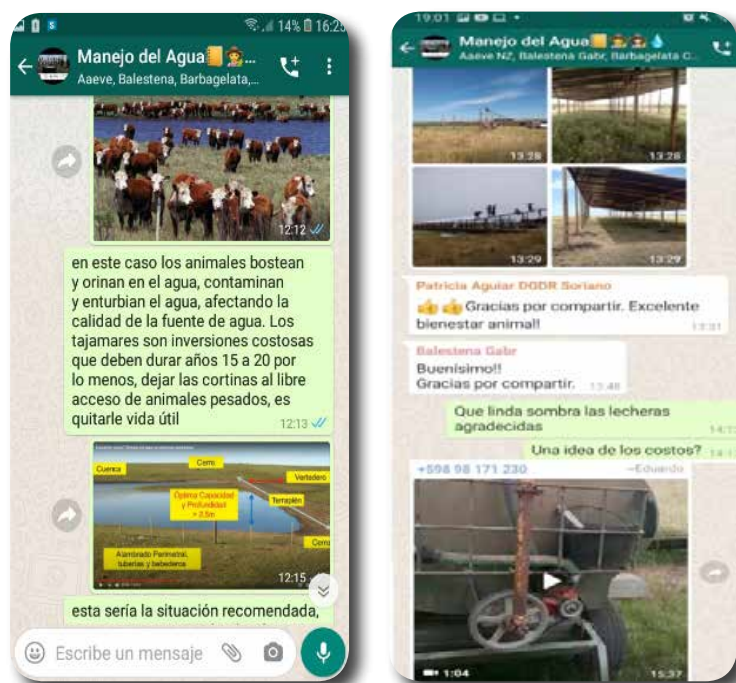 14% 16:25
Manejo del Agua...
Aaeve, Balestena, Barbagelata,...
12:12
en este caso los animales bostean
y orinan en el agua, contaminan
y enturbian el agua, afectando la
calidad de la fuente de agua. Los
tajamares son inversiones costosas
que deben durar años 15 a 20 por
lo menos, dejar las cortinas al libre
acceso de animales pesados, es
quitarle vida útil
12:13
Cuenca
Cerro
Vertedero
Óptima Capacidad
y Profundidad
Terraplén
Cerro
Alambrado Perimetral,
tuberías y bebederos
12:15
esta sería la situación recomendada,
Escribe un mensaje
19:01
Manejo del Agua
Aaeve NZ, Balestena Gabr, Barbagelata C...
13:28
13:28
13:29
13:29
Patricia Aguiar DGDR Soriano
👍👍Gracias por compartir. Excelente
bienestar animal!!
13:31
Balestena Gabr
Buenísimo!!
Gracias por compartir.
13:48
Que linda sombra las lecheras
agradecidas
Una idea de los costos?
+598 98 171 230
~Eduardo
1:04
15:37